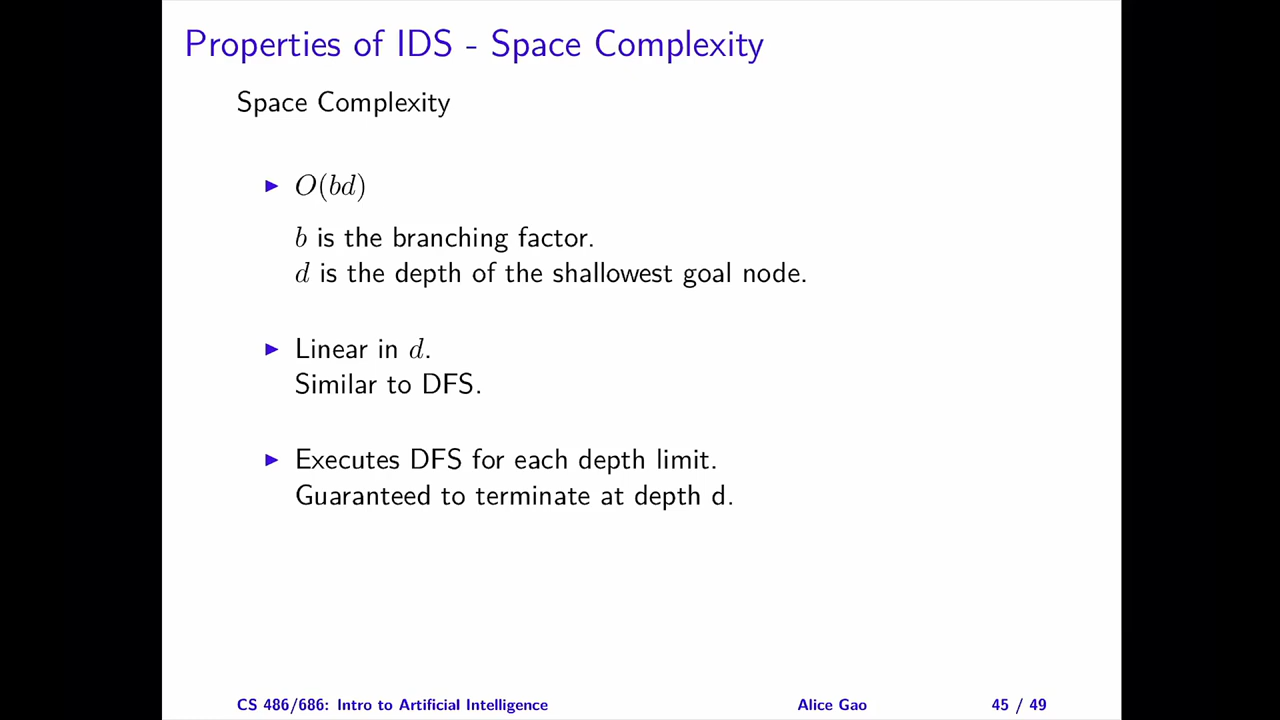 Properties of IDS - Space Complexity
Space Complexity
▶ O(bd)
b is the branching factor.
d is the depth of the shallowest goal node.
▶ Linear in d.
Similar to DFS.
▶ Executes DFS for each depth limit.
Guaranteed to terminate at depth d.
CS 486/686: Intro to Artificial Intelligence Alice Gao 45 / 49